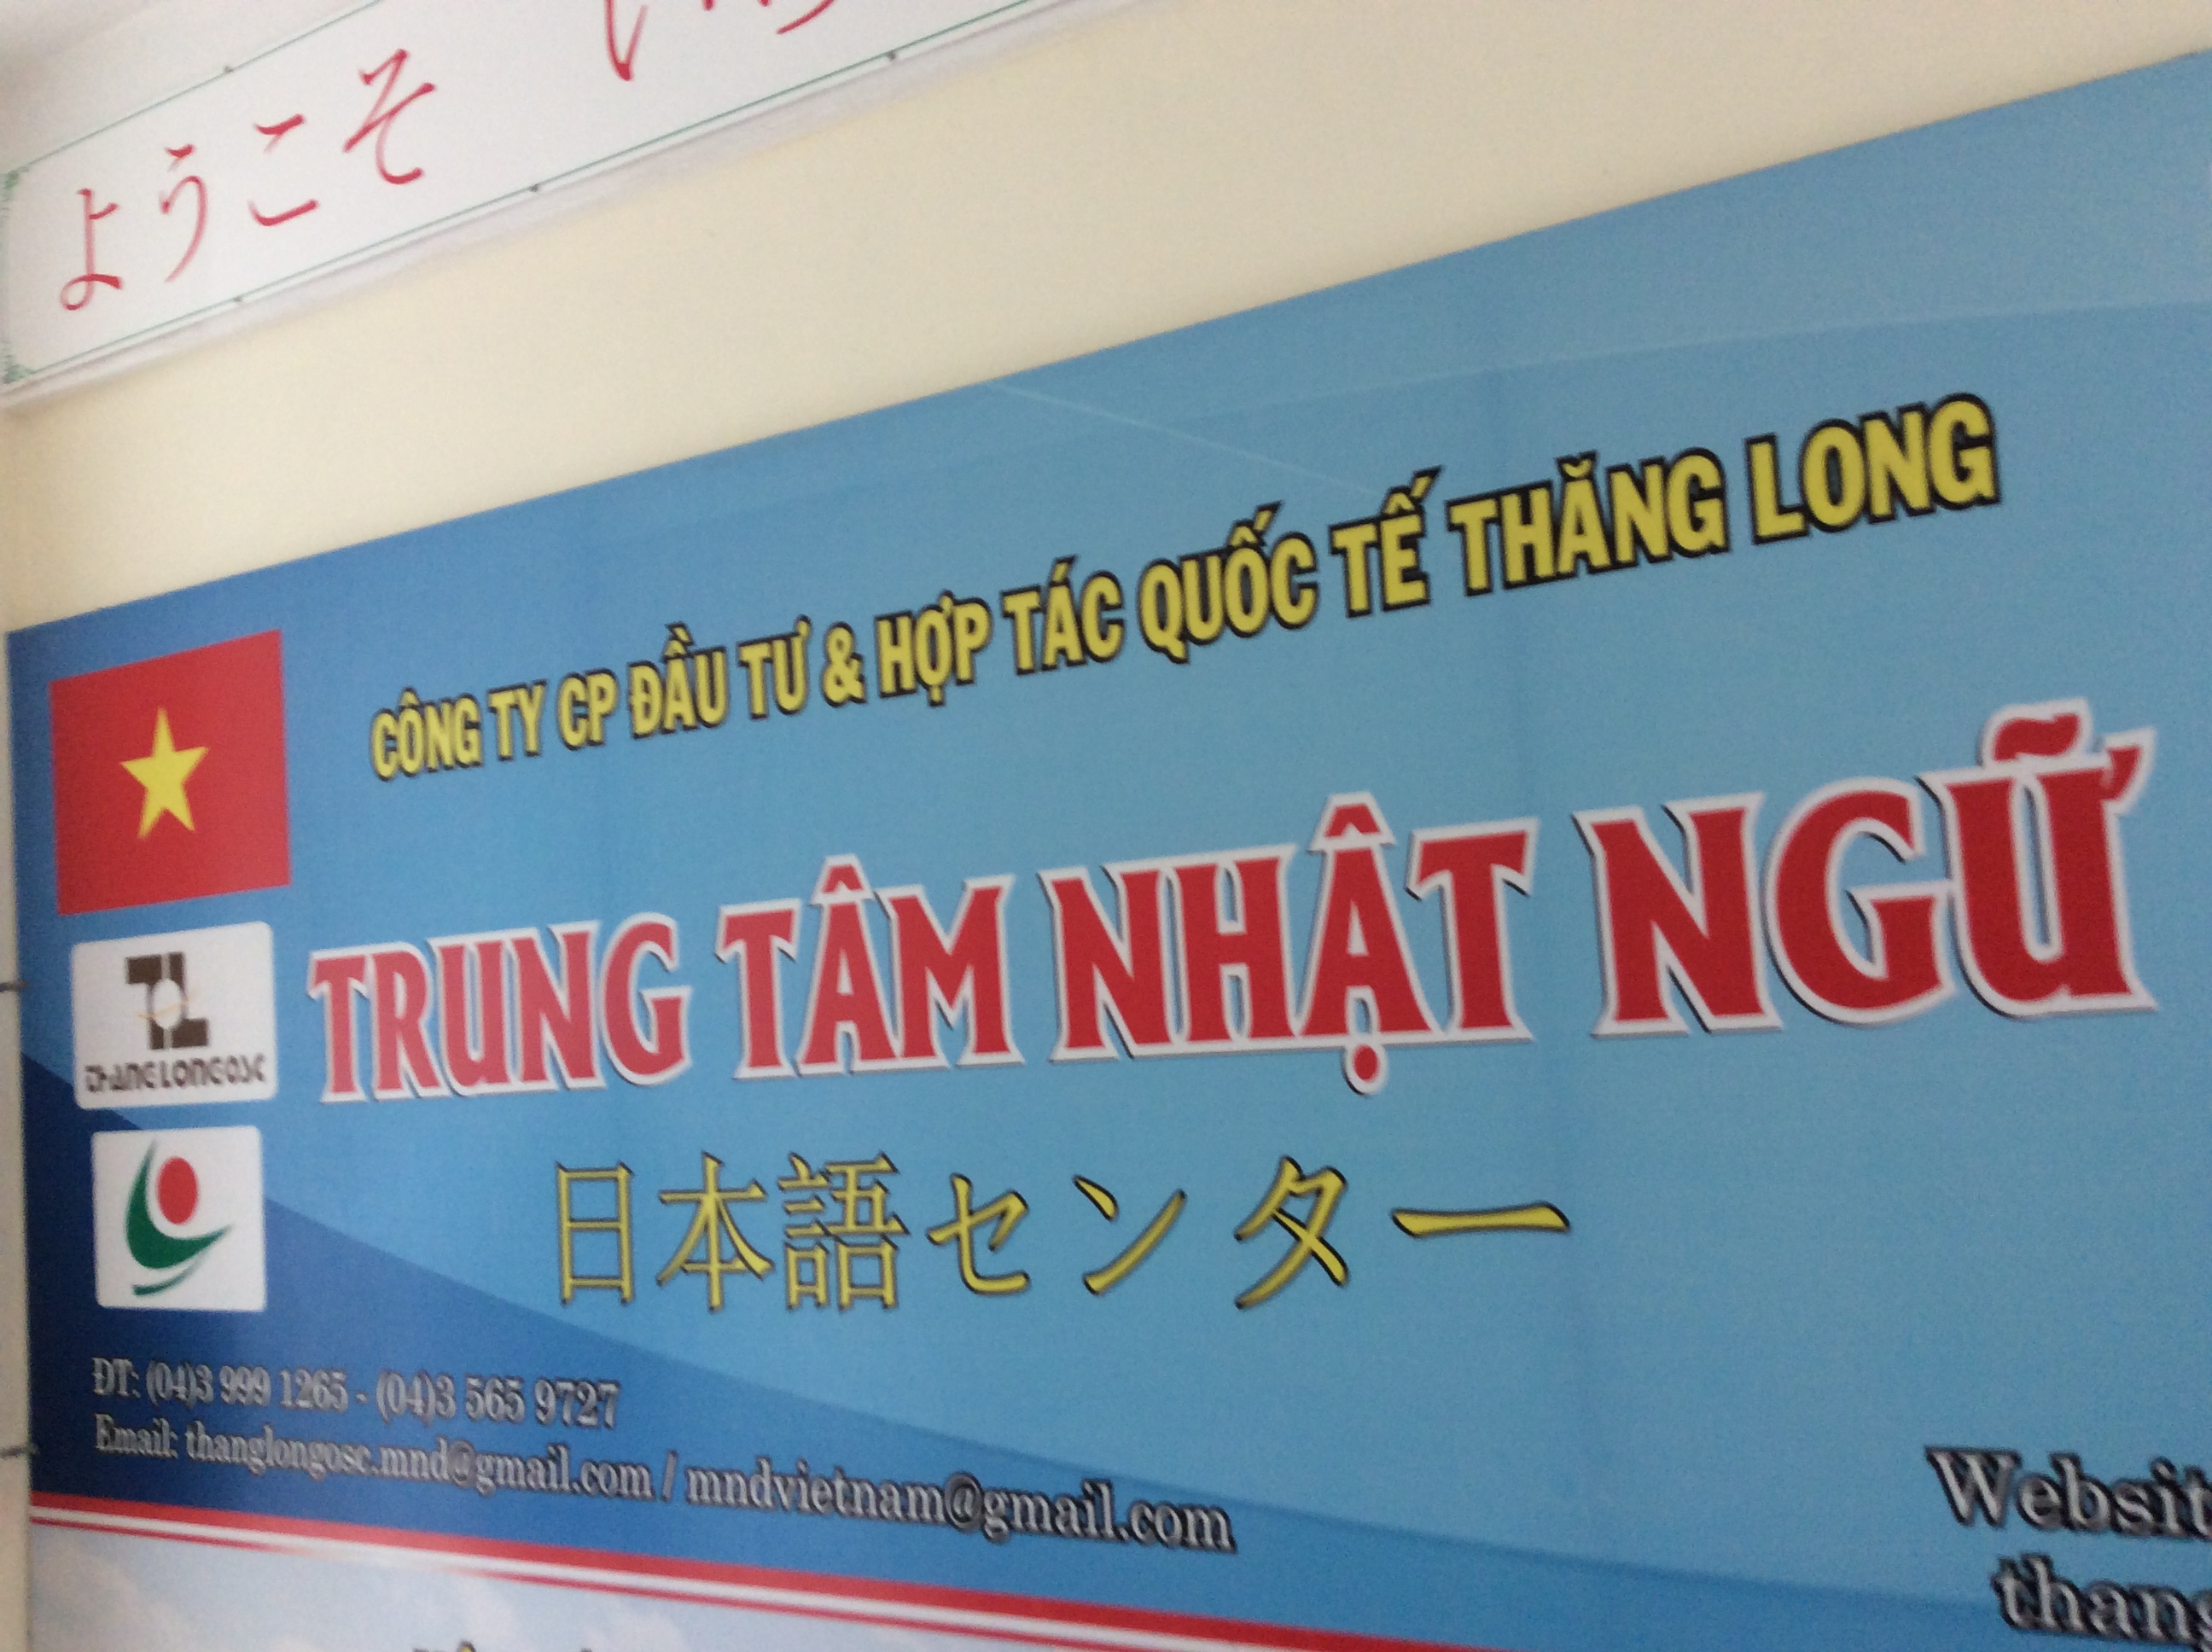 ようこそ
CÔNG TY CP ĐẦU TƯ & HỢP TÁC QUỐC TẾ THĂNG LONG
TRUNG TÂM NHẬT NGỮ
TL
THANGLONGOSC
日本語センター
ĐT: (04)3 999 1265 - (04)3 565 9727
Email: thanglongosc.mnd@gmail.com / mndvietnam@gmail.com